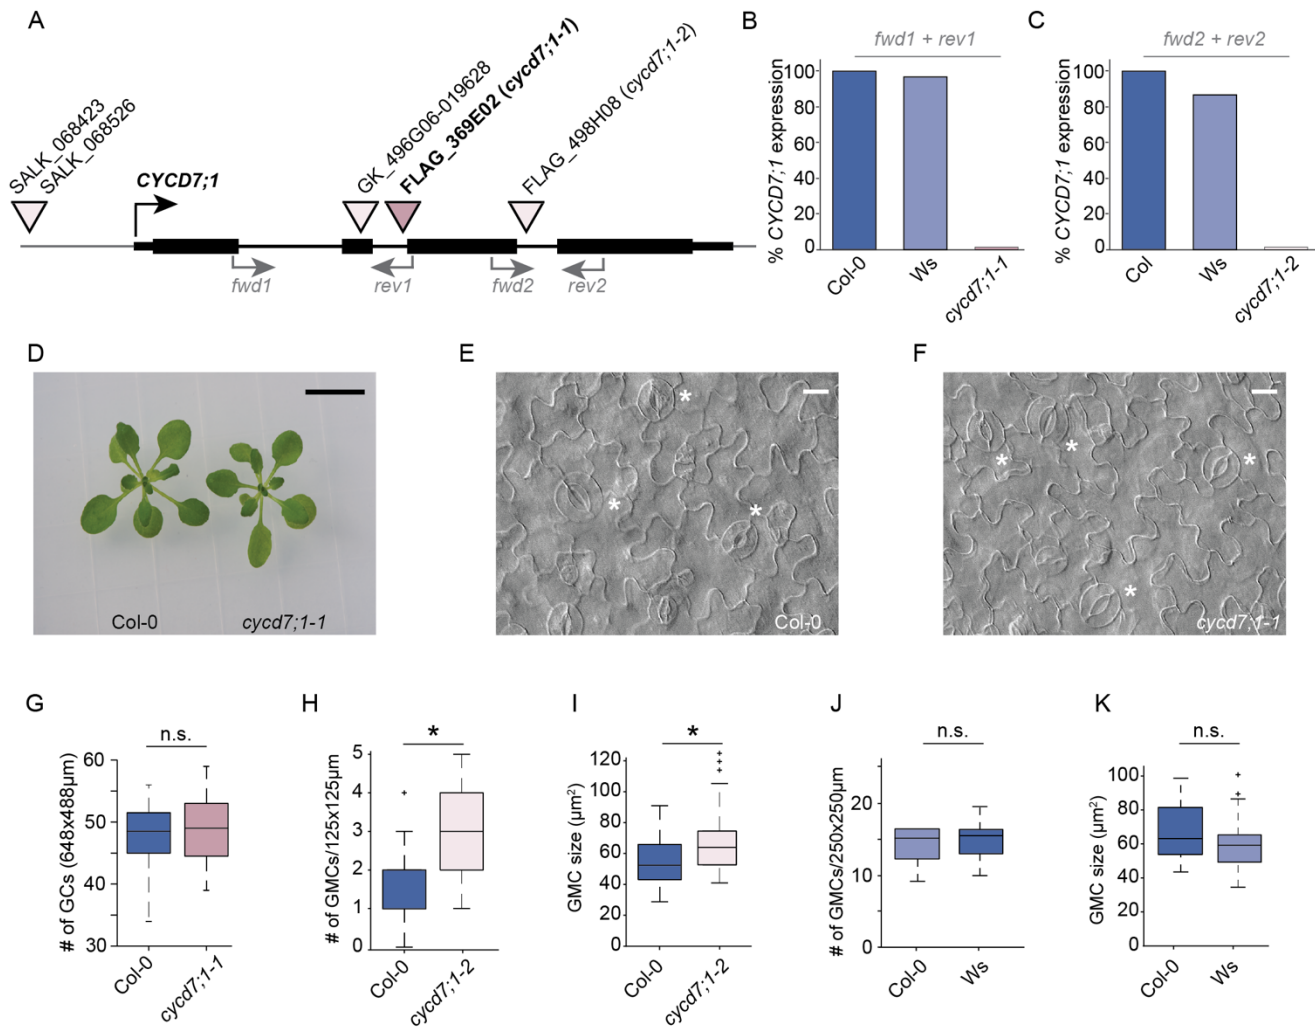 A
SALK_068423
SALK_068526
CYCD7;1
GK_496G06-019628
FLAG_369E02 (cycd7;1-1)
FLAG_498H08 (cycd7;1-2)
fwd1
rev1
fwd2
rev2
B
fwd1 + rev1
% CYCD7;1 expression
100
80
60
40
20
0
Col-0
Ws
cycd7;1-1
C
fwd2 + rev2
% CYCD7;1 expression
100
80
60
40
20
0
Col
Ws
cycd7;1-2
D
Col-0
cycd7;1-1
E
*
*
*
Col-0
F
*
*
*
*
cycd7;1-1
G
n.s.
# of GCs (648x488µm)
60
50
40
30
Col-0
cycd7;1-1
H
*
# of GMCs/125x125µm
5
4
3
2
1
0
Col-0
cycd7;1-2
I
*
GMC size (µm²)
120
100
80
60
40
20
0
Col-0
cycd7;1-2
J
n.s.
# of GMCs/250x250µm
20
10
0
Col-0
Ws
K
n.s.
GMC size (µm²)
100
80
60
40
20
0
Col-0
Ws